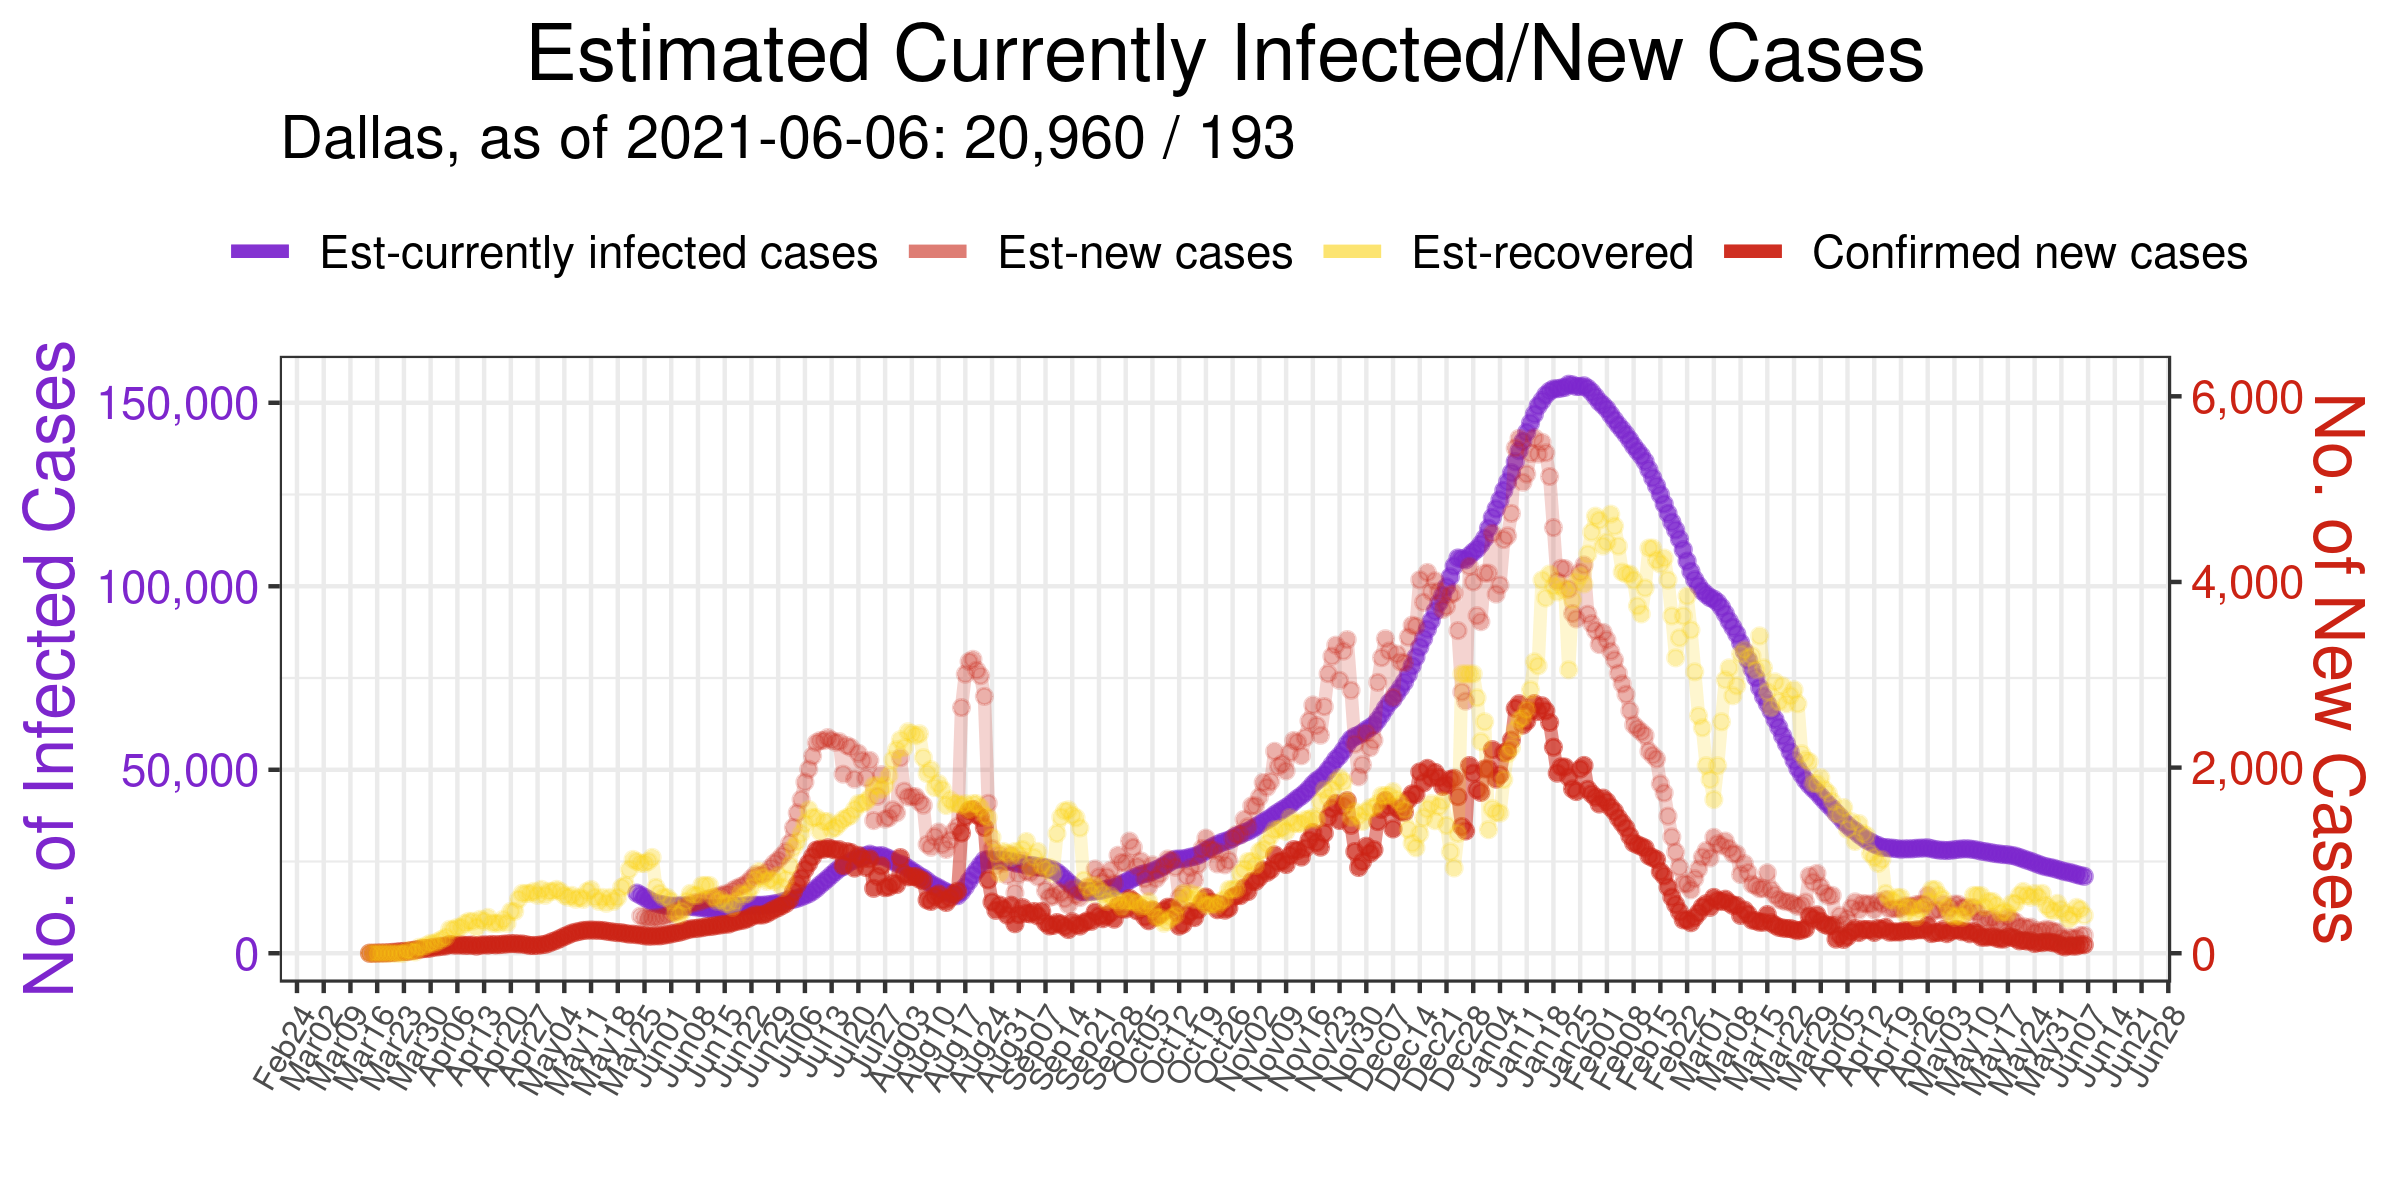 Estimated Currently Infected/New Cases
Dallas, as of 2021-06-06: 20,960 / 193
Est-currently infected cases Est-new cases Est-recovered Confirmed new cases
No. of Infected Cases
150,000
100,000
50,000
0
6,000
4,000
2,000
0
No. of New Cases
Feb24 Mar02 Mar09 Mar16 Mar23 Mar30 Apr06 Apr13 Apr20 Apr27 May04 May11 May18 May25 Jun01 Jun08 Jun15 Jun22 Jun29 Jul06 Jul13 Jul20 Jul27 Aug03 Aug10 Aug17 Aug24 Aug31 Sep07 Sep14 Sep21 Sep28 Oct05 Oct12 Oct19 Oct26 Nov02 Nov09 Nov16 Nov23 Nov30 Dec07 Dec14 Dec21 Dec28 Jan04 Jan11 Jan18 Jan25 Feb01 Feb08 Feb15 Feb22 Mar01 Mar08 Mar15 Mar22 Mar29 Apr05 Apr12 Apr19 Apr26 May03 May10 May17 May24 May31 Jun07 Jun14 Jun21 Jun28